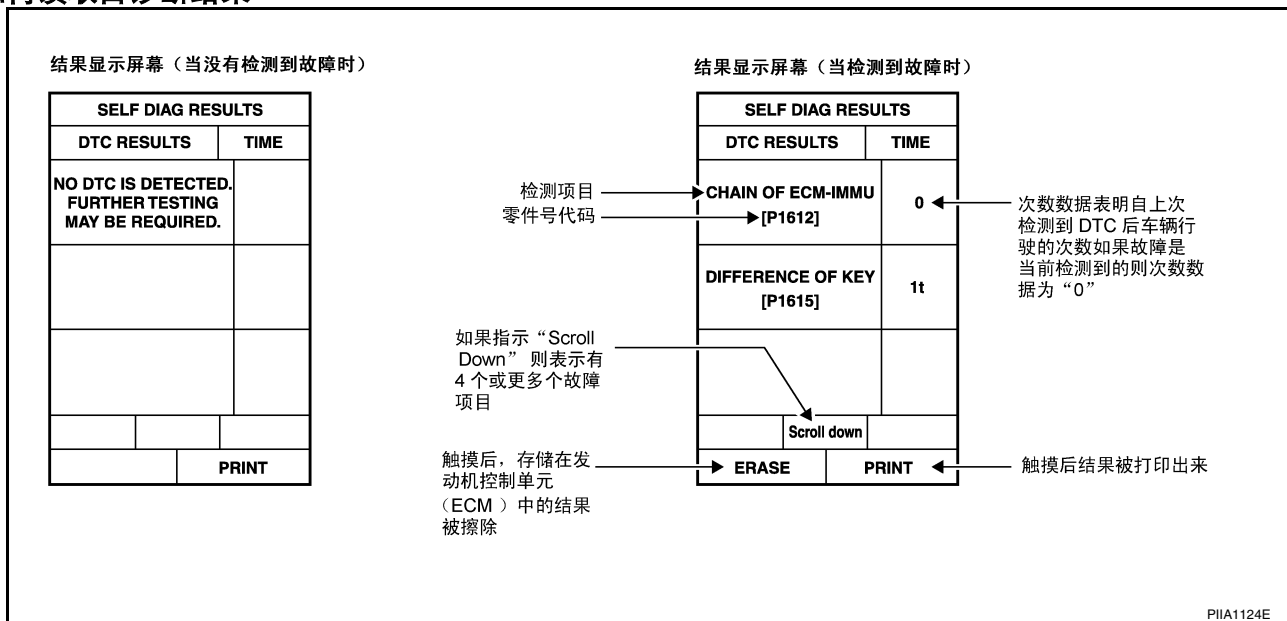 结果显示屏幕（当没有检测到故障时）
SELF DIAG RESULTS
DTC RESULTS TIME
NO DTC IS DETECTED.
FURTHER TESTING
MAY BE REQUIRED.
PRINT
结果显示屏幕（当检测到故障时）
SELF DIAG RESULTS
DTC RESULTS TIME
检测项目
CHAIN OF ECM-IMMU
零件号代码
[P1612]
0
次数数据表明自上次
检测到 DTC 后车辆行
驶的次数如果故障是
当前检测到的则次数数
据为“0”
DIFFERENCE OF KEY
[P1615]
1t
如果指示“Scroll
Down” 则表示有
4 个或更多个故障
项目
Scroll down
触摸后，存储在发
动机控制单元
（ECM ）中的结果
被擦除
ERASE
PRINT
触摸后结果被打印出来
PIIA1124E